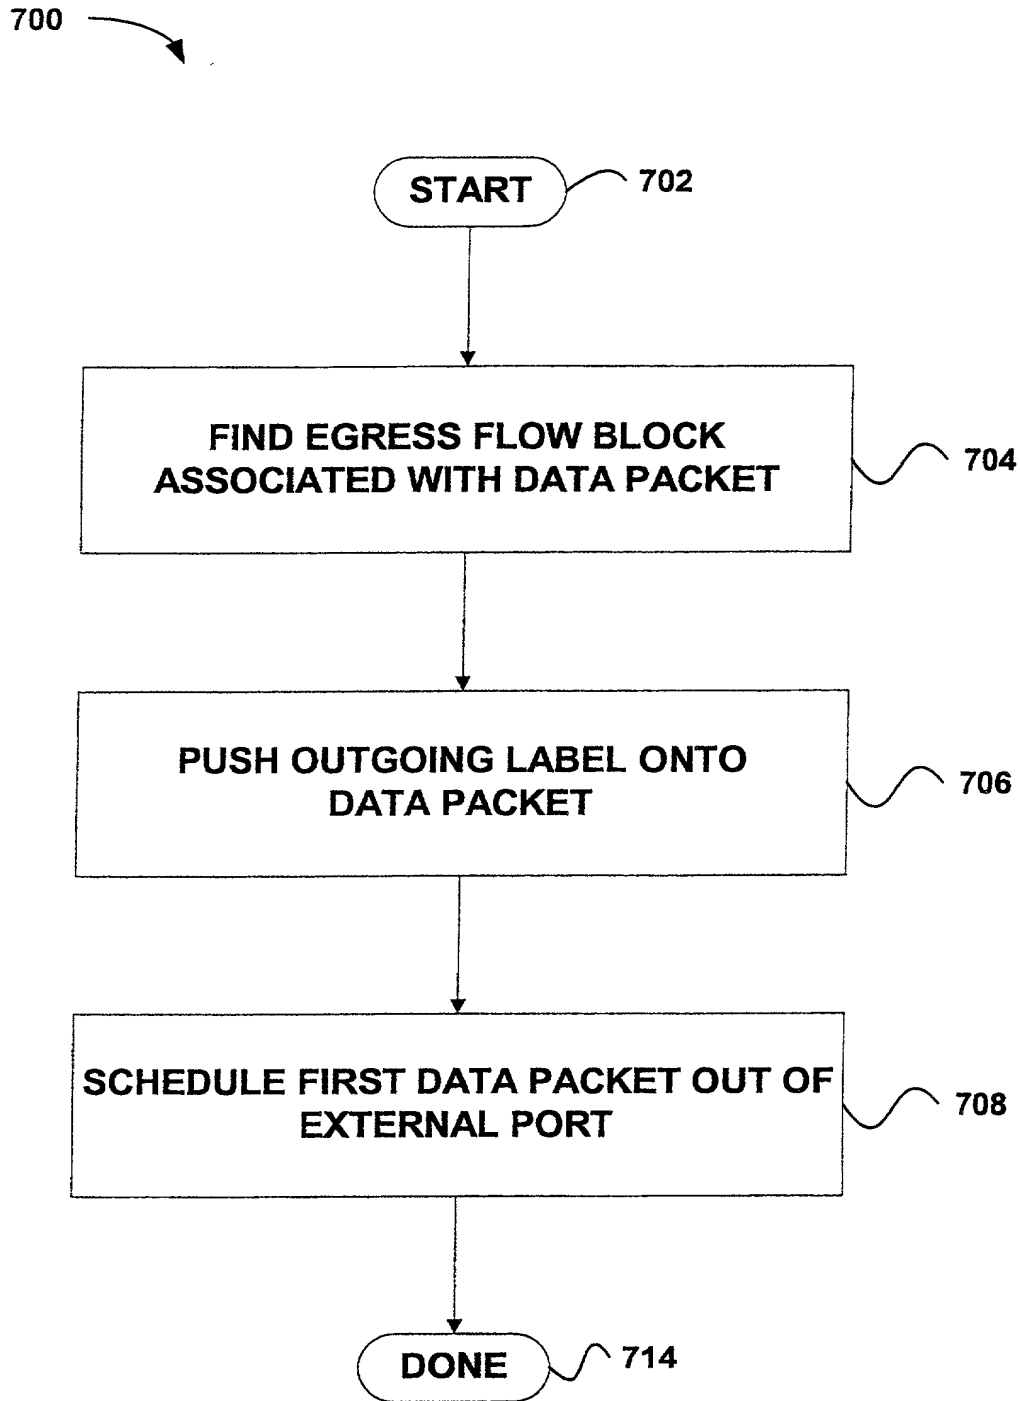 700
START
702
FIND EGRESS FLOW BLOCK
ASSOCIATED WITH DATA PACKET
704
PUSH OUTGOING LABEL ONTO
DATA PACKET
706
SCHEDULE FIRST DATA PACKET OUT OF
EXTERNAL PORT
708
DONE
714